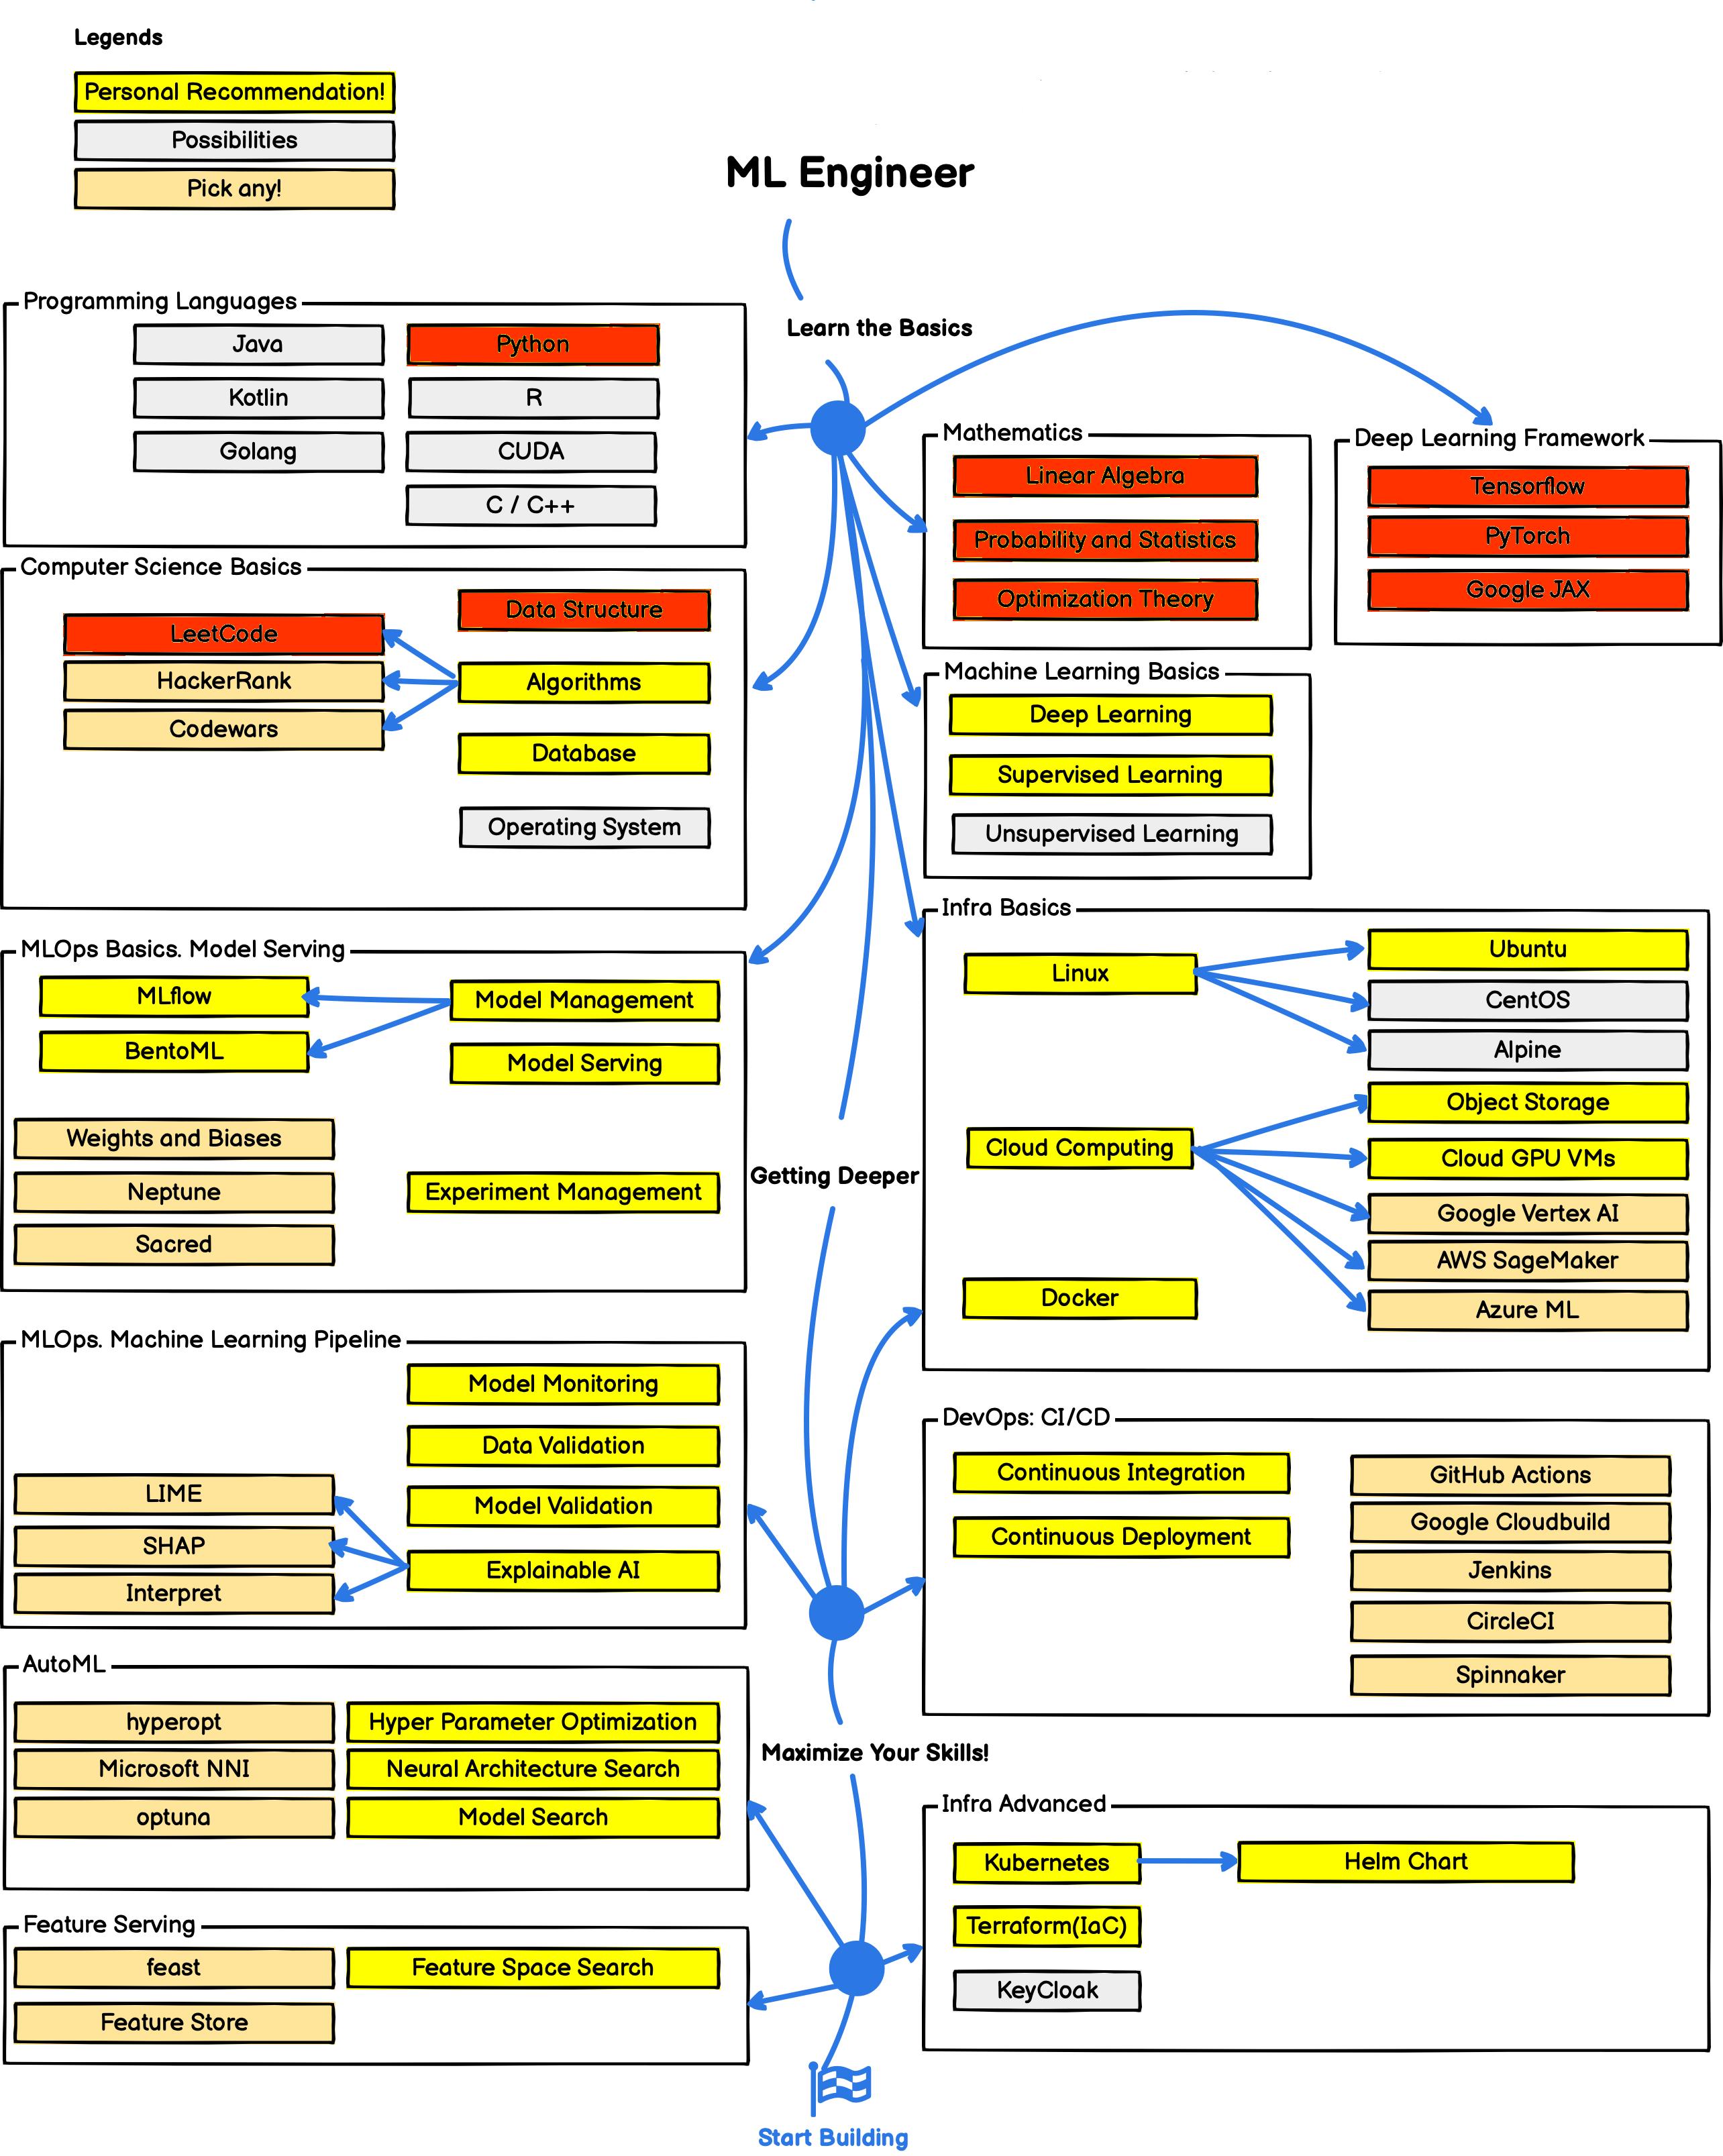 Legends
Personal Recommendation!
Possibilities
Pick any!
ML Engineer
Learn the Basics
Programming Languages
Java
Python
Kotlin
R
Golang
CUDA
C / C++
Mathematics
Linear Algebra
Probability and Statistics
Optimization Theory
Deep Learning Framework
Tensorflow
PyTorch
Google JAX
Computer Science Basics
Data Structure
LeetCode
HackerRank
Algorithms
Codewars
Database
Operating System
Machine Learning Basics
Deep Learning
Supervised Learning
Unsupervised Learning
MLOps Basics. Model Serving
MLflow
Model Management
BentoML
Model Serving
Weights and Biases
Neptune
Experiment Management
Sacred
Infra Basics
Linux
Ubuntu
CentOS
Alpine
Cloud Computing
Object Storage
Cloud GPU VMs
Google Vertex AI
AWS SageMaker
Azure ML
Docker
Getting Deeper
MLOps. Machine Learning Pipeline
Model Monitoring
Data Validation
LIME
Model Validation
SHAP
Explainable AI
Interpret
DevOps: CI/CD
Continuous Integration
Continuous Deployment
GitHub Actions
Google Cloudbuild
Jenkins
CircleCI
Spinnaker
Maximize Your Skills!
AutoML
hyperopt
Hyper Parameter Optimization
Microsoft NNI
Neural Architecture Search
optuna
Model Search
Infra Advanced
Kubernetes
Helm Chart
Terraform(IaC)
KeyCloak
Feature Serving
feast
Feature Space Search
Feature Store
Start Building